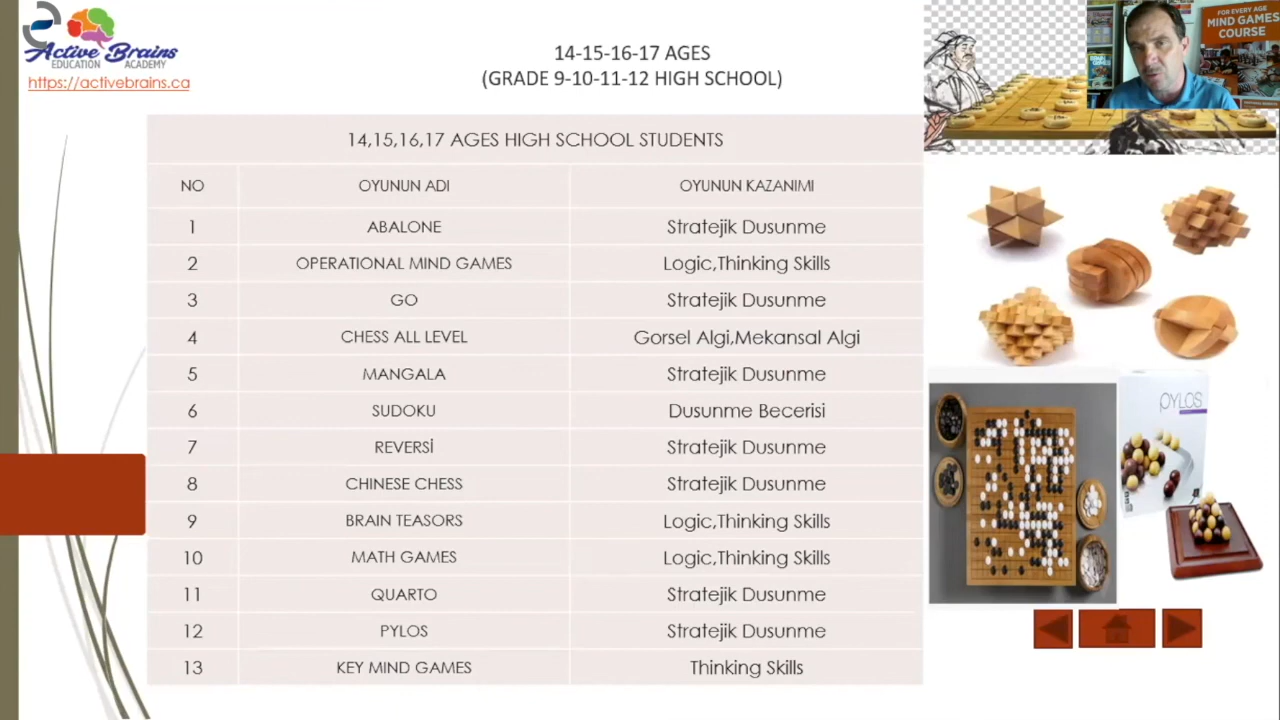 Active Brains
EDUCATION ACADEMY
https://activebrains.ca
14-15-16-17 AGES
(GRADE 9-10-11-12 HIGH SCHOOL)
FOR EVERY AGE
MIND GAMES
COURSE
14,15,16,17 AGES HIGH SCHOOL STUDENTS
NO OYUNUN ADI OYUNUN KAZANIMI
1 ABALONE Stratejik Dusunme
2 OPERATIONAL MIND GAMES Logic,Thinking Skills
3 GO Stratejik Dusunme
4 CHESS ALL LEVEL Gorsel Algi,Mekansal Algi
5 MANGALA Stratejik Dusunme
6 SUDOKU Dusunme Becerisi
7 REVERSİ Stratejik Dusunme
8 CHINESE CHESS Stratejik Dusunme
9 BRAIN TEASORS Logic,Thinking Skills
10 MATH GAMES Logic,Thinking Skills
11 QUARTO Stratejik Dusunme
12 PYLOS Stratejik Dusunme
13 KEY MIND GAMES Thinking Skills
PYLOS